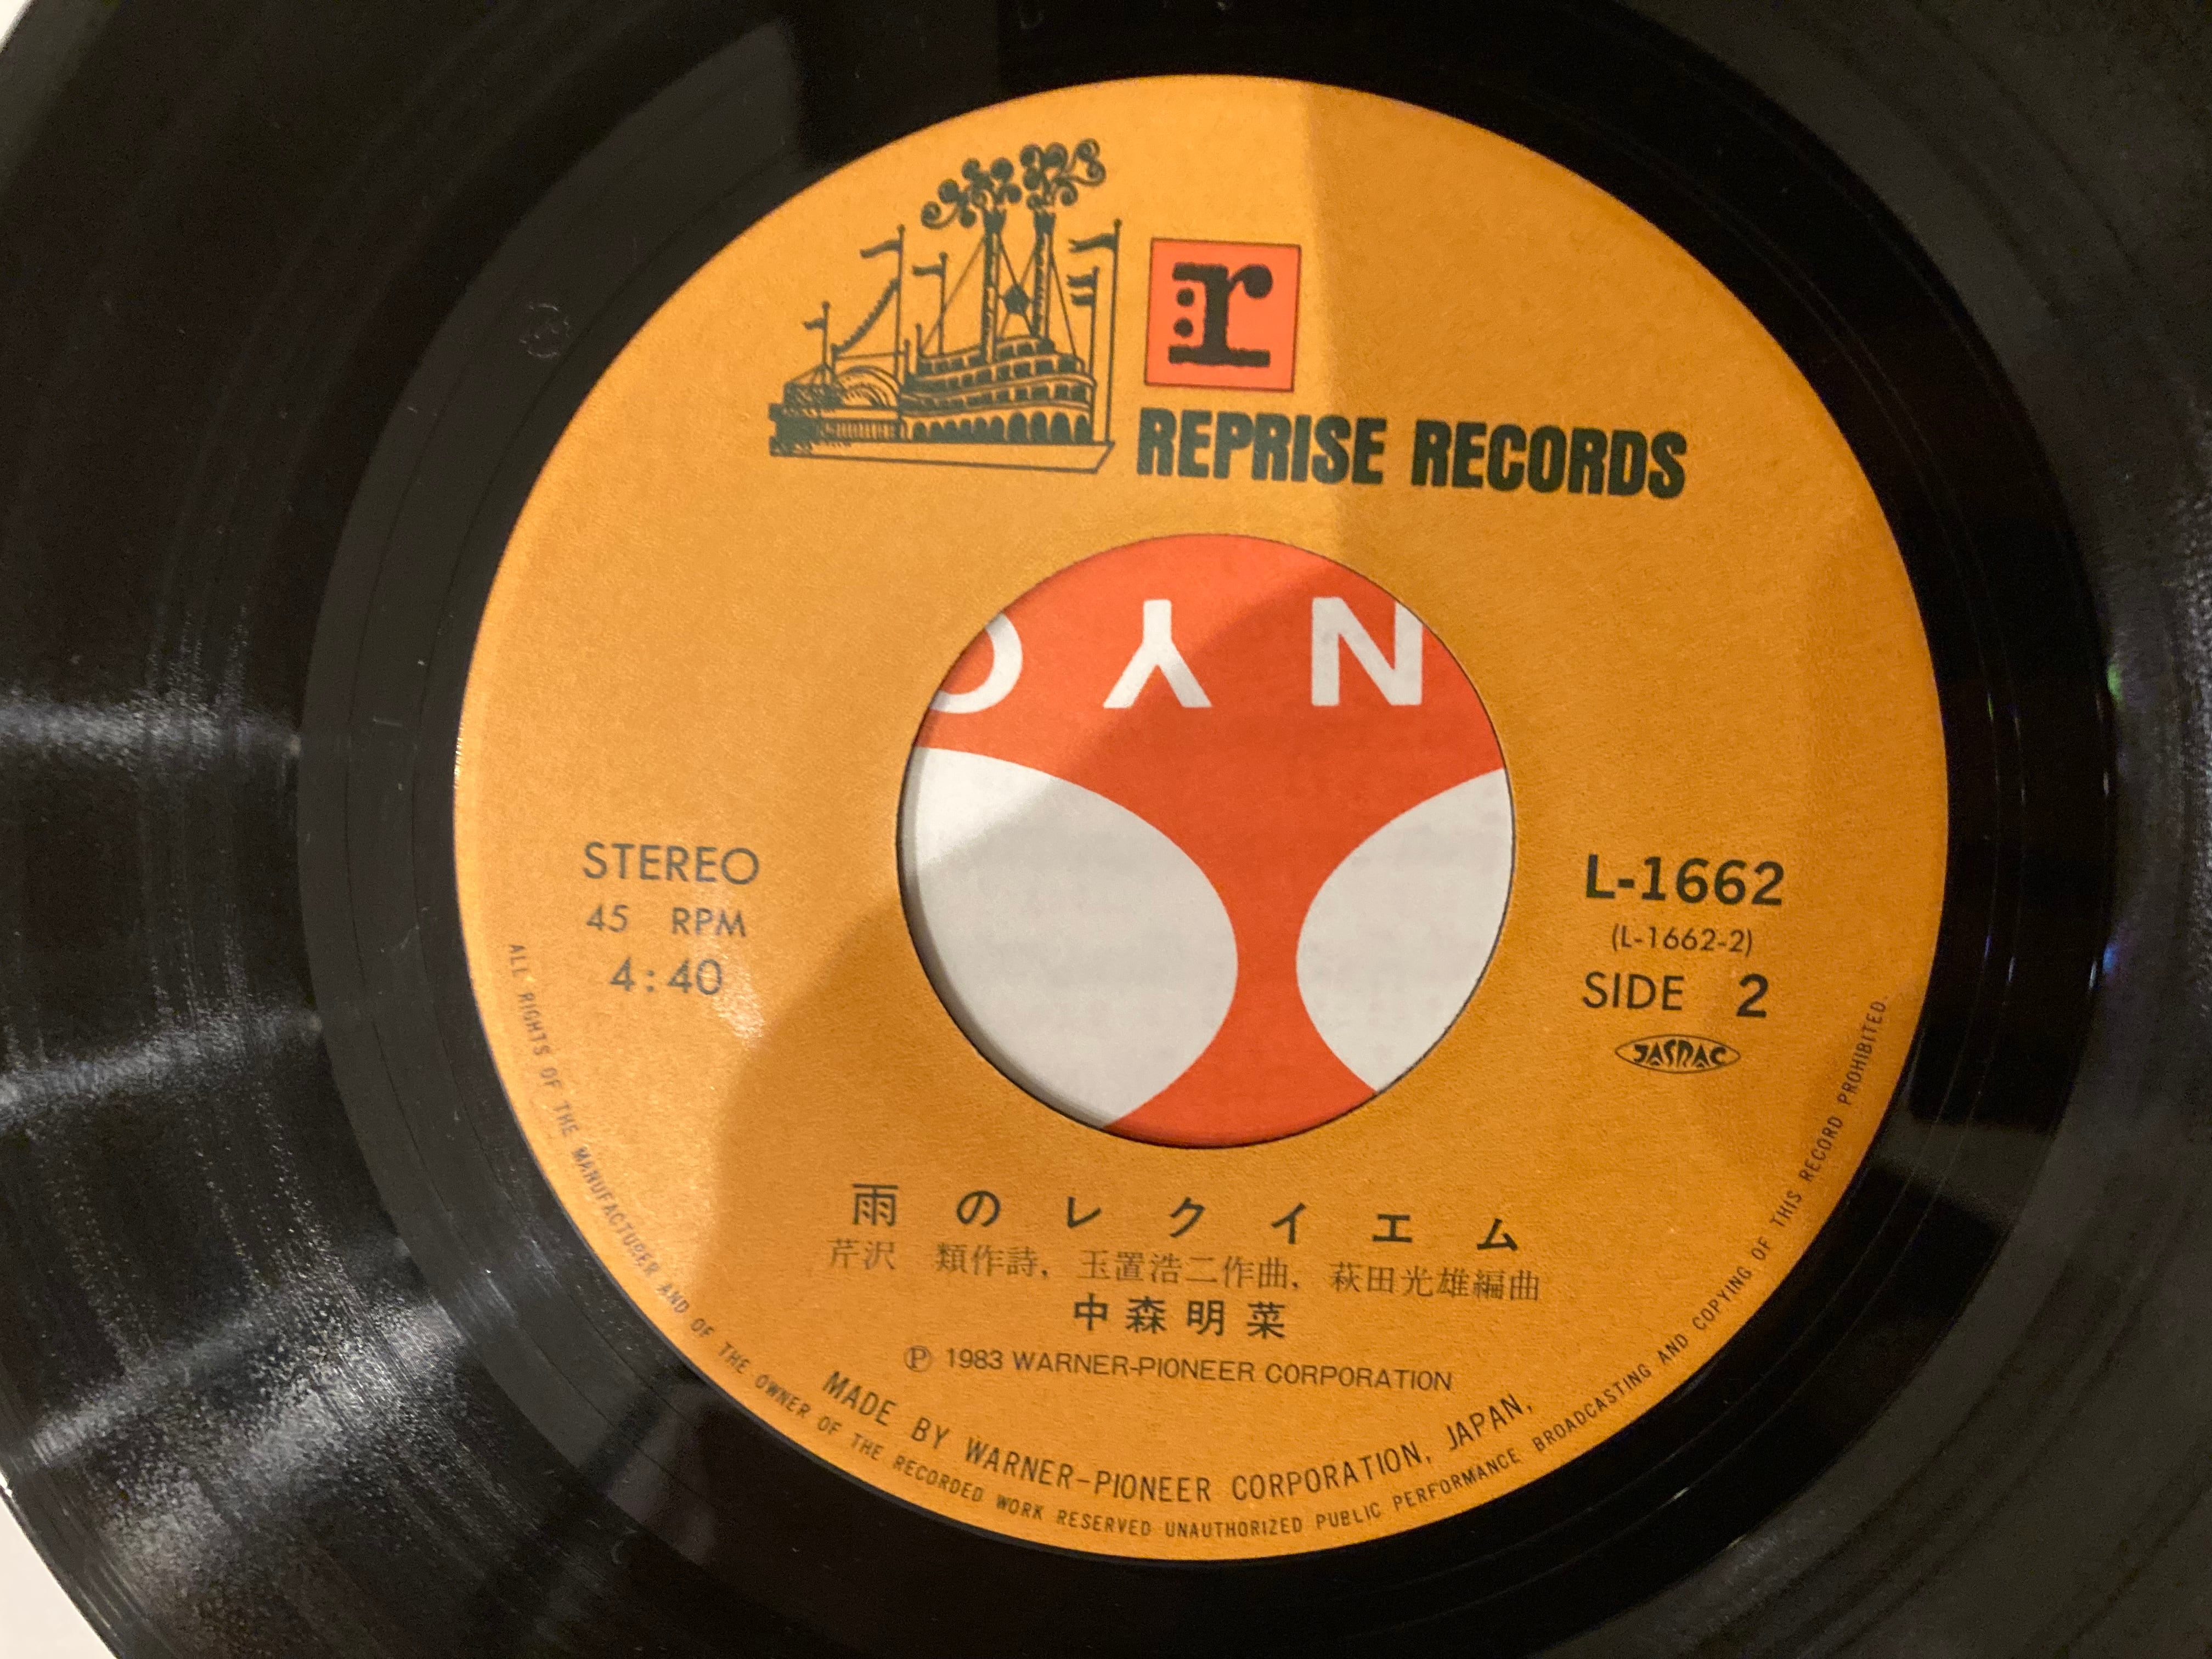 r
REPRISE RECORDS
N Y
STEREO
45 RPM
4:40
L-1662
(L-1662-2)
SIDE 2
JASRAC
雨のレクイエム
芹沢 類作詩, 玉置浩二作曲, 萩田光雄編曲
中森明菜
Ⓟ 1983 WARNER-PIONEER CORPORATION
MADE BY WARNER-PIONEER CORPORATION, JAPAN,
ALL RIGHTS OF THE MANUFACTURER AND OF THE OWNER OF THE RECORDED WORK RESERVED UNAUTHORIZED PUBLIC PERFORMANCE BROADCASTING AND COPYING OF THIS RECORD PROHIBITED.